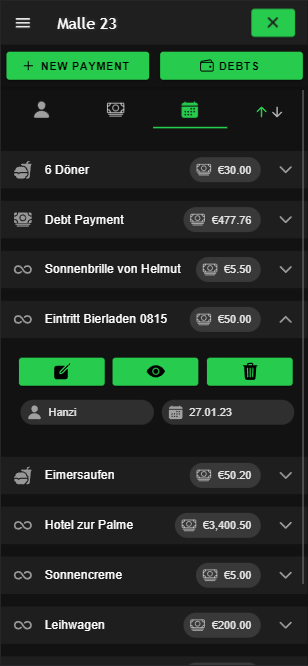 Malle 23
NEW PAYMENT
DEBTS
6 Döner €30.00
Debt Payment €477.76
Sonnenbrille von Helmut €5.50
Eintritt Bierladen 0815 €50.00
Hanzi 27.01.23
Eimersaufen €50.20
Hotel zur Palme €3,400.50
Sonnencreme €5.00
Leihwagen €200.00